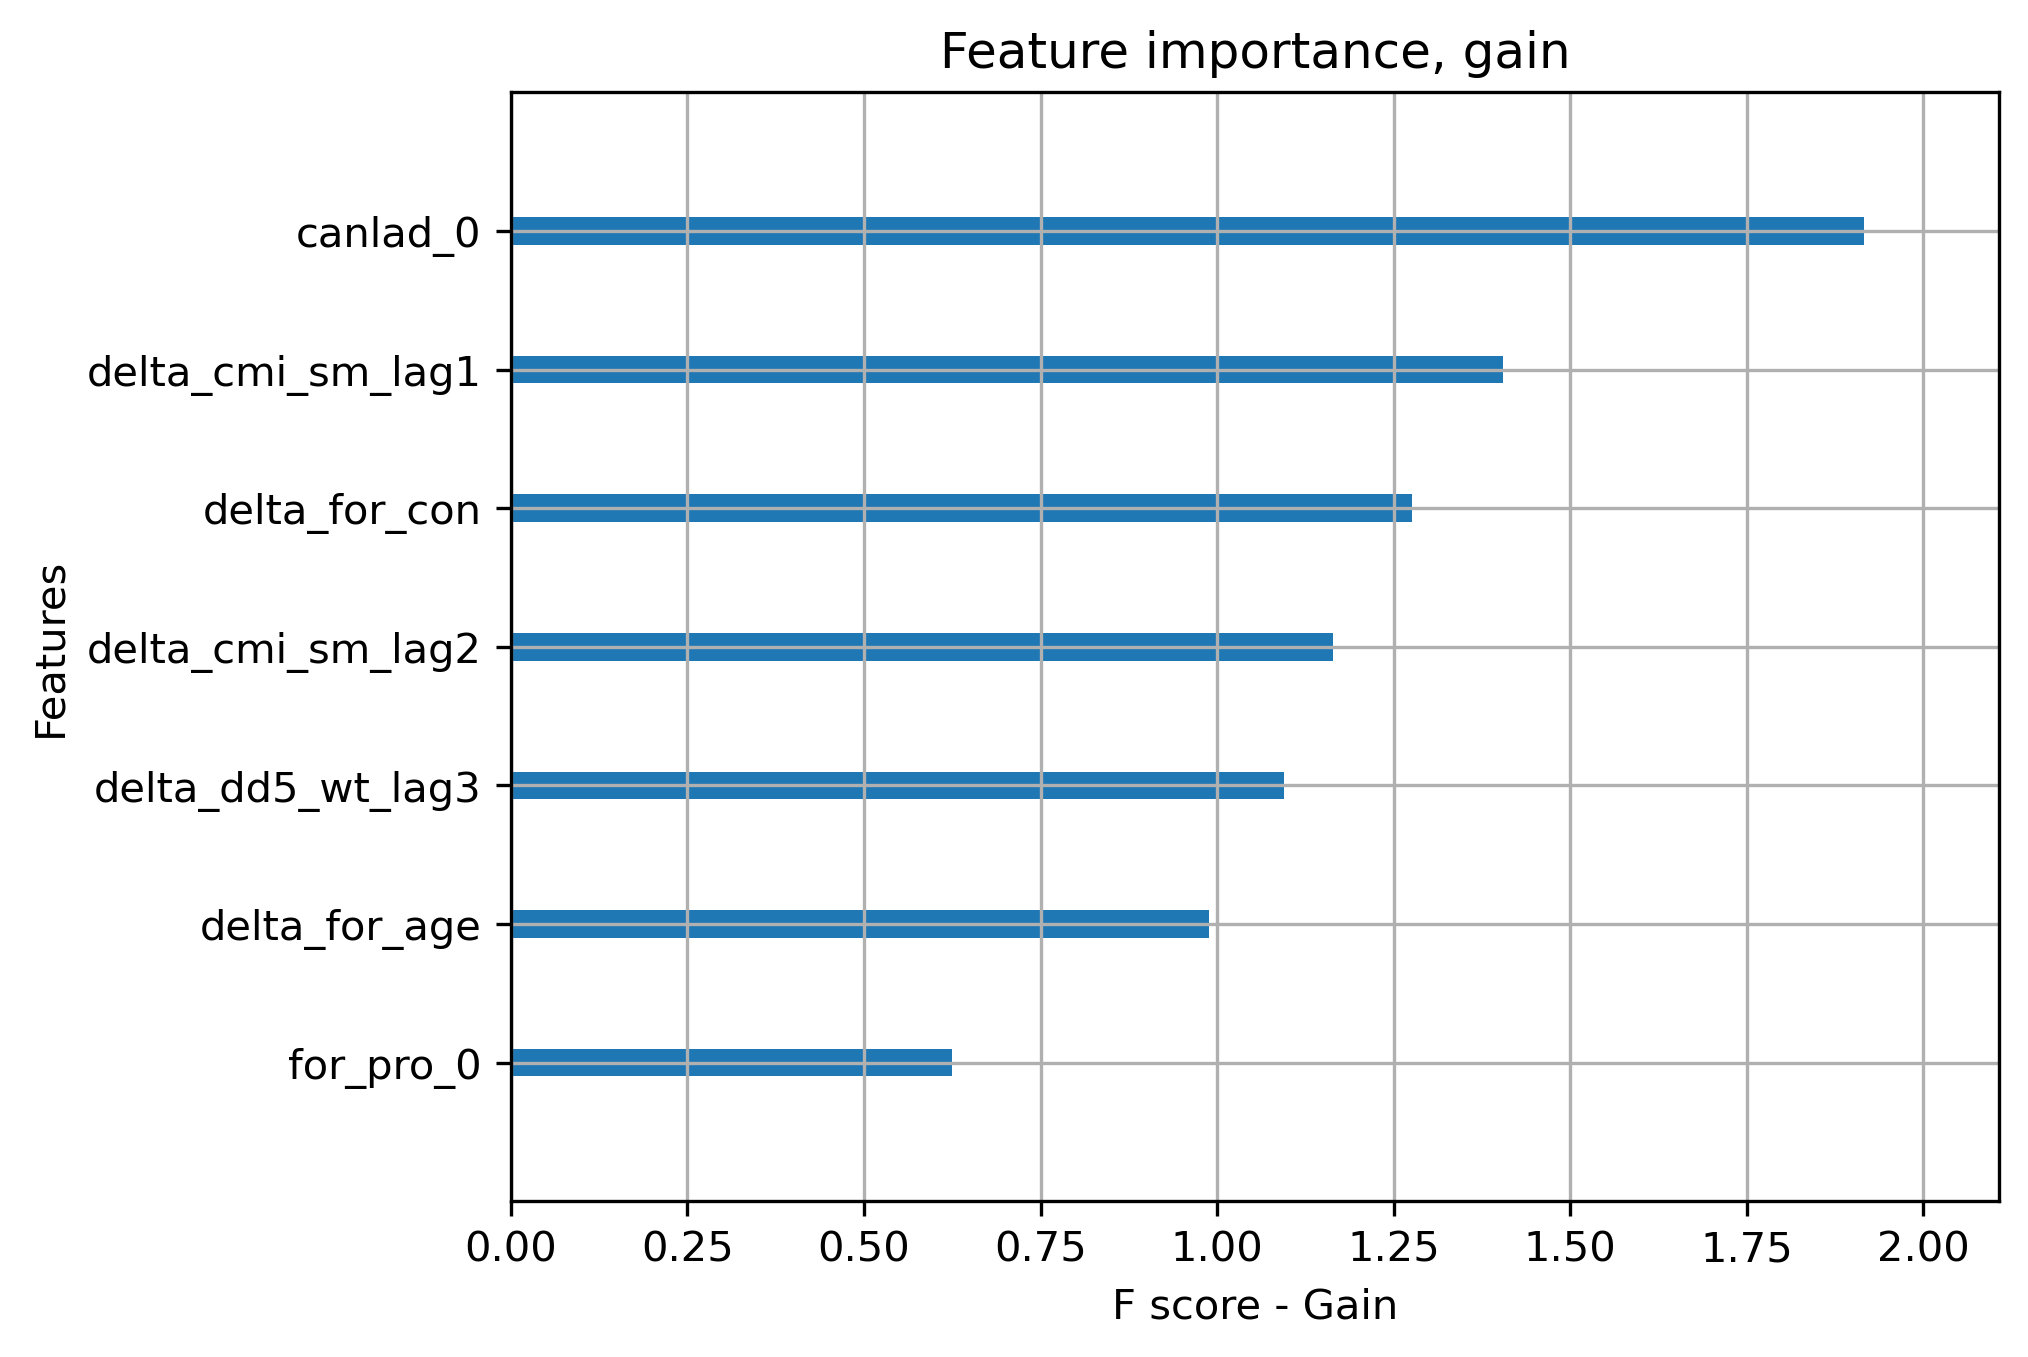 Feature importance, gain
Features
canlad_0
delta_cmi_sm_lag1
delta_for_con
delta_cmi_sm_lag2
delta_dd5_wt_lag3
delta_for_age
for_pro_0
0.00 0.25 0.50 0.75 1.00 1.25 1.50 1.75 2.00
F score - Gain